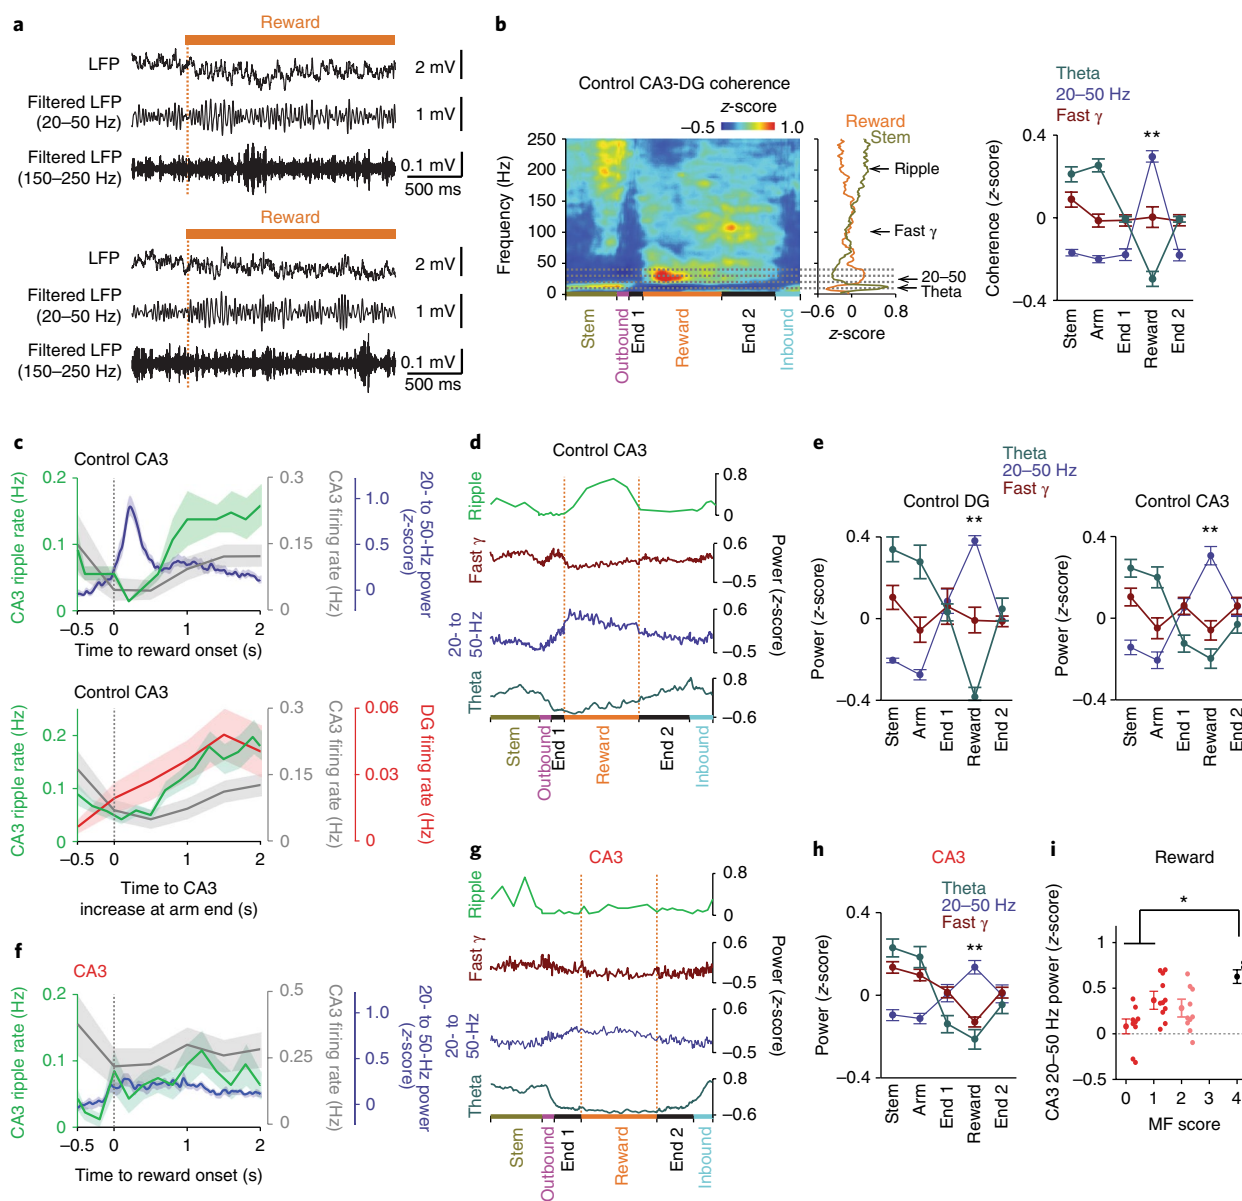 a
Reward
LFP
2 mV
Filtered LFP
(20–50 Hz)
1 mV
Filtered LFP
(150–250 Hz)
0.1 mV
500 ms
Reward
LFP
2 mV
Filtered LFP
(20–50 Hz)
1 mV
Filtered LFP
(150–250 Hz)
0.1 mV
500 ms
b
Control CA3-DG coherence
z-score
–0.5
1.0
Frequency (Hz)
250
200
150
100
50
0
Stem
Outbound
End 1
Reward
End 2
Inbound
Reward
Stem
Ripple
Fast γ
20–50
Theta
–0.6
0
0.8
z-score
Theta
20–50 Hz
Fast γ
Coherence (z-score)
0.4
0
–0.4
**
Stem
Arm
End 1
Reward
End 2
c
Control CA3
CA3 ripple rate (Hz)
0.2
0.1
0
–0.5
0
1
2
Time to reward onset (s)
0.3
0.15
0
CA3 firing rate (Hz)
1.0
0.5
0
20- to 50-Hz power
(z-score)
Control CA3
CA3 ripple rate (Hz)
0.2
0.1
0
–0.5
0
1
2
Time to CA3
increase at arm end (s)
0.3
0.15
0
CA3 firing rate (Hz)
0.06
0.03
0
DG firing rate
(Hz)
d
Control CA3
Ripple
0.8
0
Fast γ
0.6
–0.5
20- to
50-Hz
0.6
–0.5
Theta
0.8
–0.6
Power (z-score)
Stem
Outbound
End 1
Reward
End 2
Inbound
e
Theta
20–50 Hz
Fast γ
Control DG
Power (z-score)
0.4
0
–0.4
**
Stem
Arm
End 1
Reward
End 2
Control CA3
Power (z-score)
0.4
0
–0.4
**
Stem
Arm
End 1
Reward
End 2
f
CA3
CA3 ripple rate (Hz)
0.2
0.1
0
–0.5
0
1
2
Time to reward onset (s)
0.5
0.25
0
CA3 firing rate (Hz)
1.0
0.5
0
20- to 50-Hz power
(z-score)
g
CA3
Ripple
0.8
0
Fast γ
0.6
–0.5
20- to
50-Hz
0.6
–0.5
Theta
0.8
–0.6
Power (z-score)
Stem
Outbound
End 1
Reward
End 2
Inbound
h
CA3
Theta
20–50 Hz
Fast γ
Power (z-score)
0.4
0
–0.4
**
Stem
Arm
End 1
Reward
End 2
i
Reward
*
CA3 20–50 Hz power (z-score)
1
0.5
0
–0.5
0
1
2
3
4
MF score